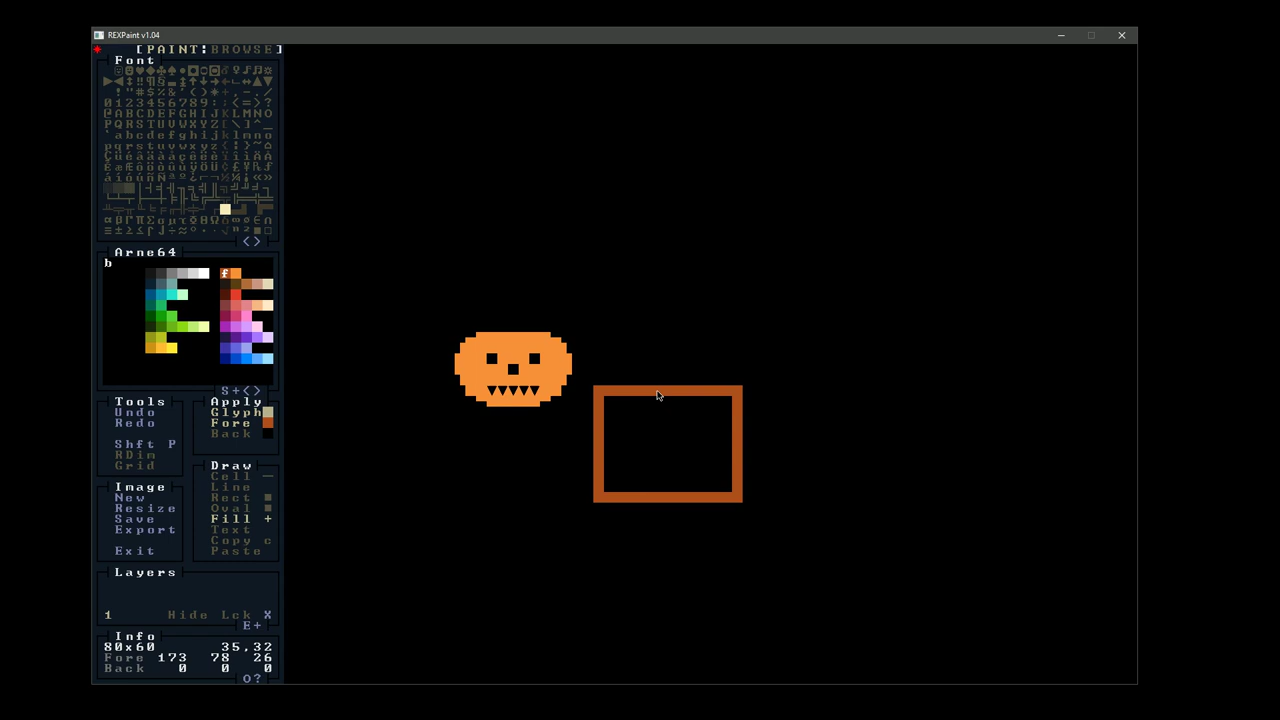 REXPaint v1.04
[PAINT:BROWSE]
Font
!"#$%&'()*+,-./
0123456789:;<=>?
@ABCDEFGHIJKLMNO
PQRSTUVWXYZ[\]^_
`abcdefghijklmno
pqrstuvwxyz{|}~⌂
<>
Arne64
b
f
S+<>
Tools
Undo
Redo
Shft P
RDim
Grid
Apply
Glyph
Fore
Back
Image
New
Resize
Save
Export
Exit
Draw
Cell
Line
Rect
Oval
Fill +
Text
Copy c
Paste
Layers
1 Hide Lck X
E+
Info
80x60 35,32
Fore 173 78 26
Back 0 0 0
O?